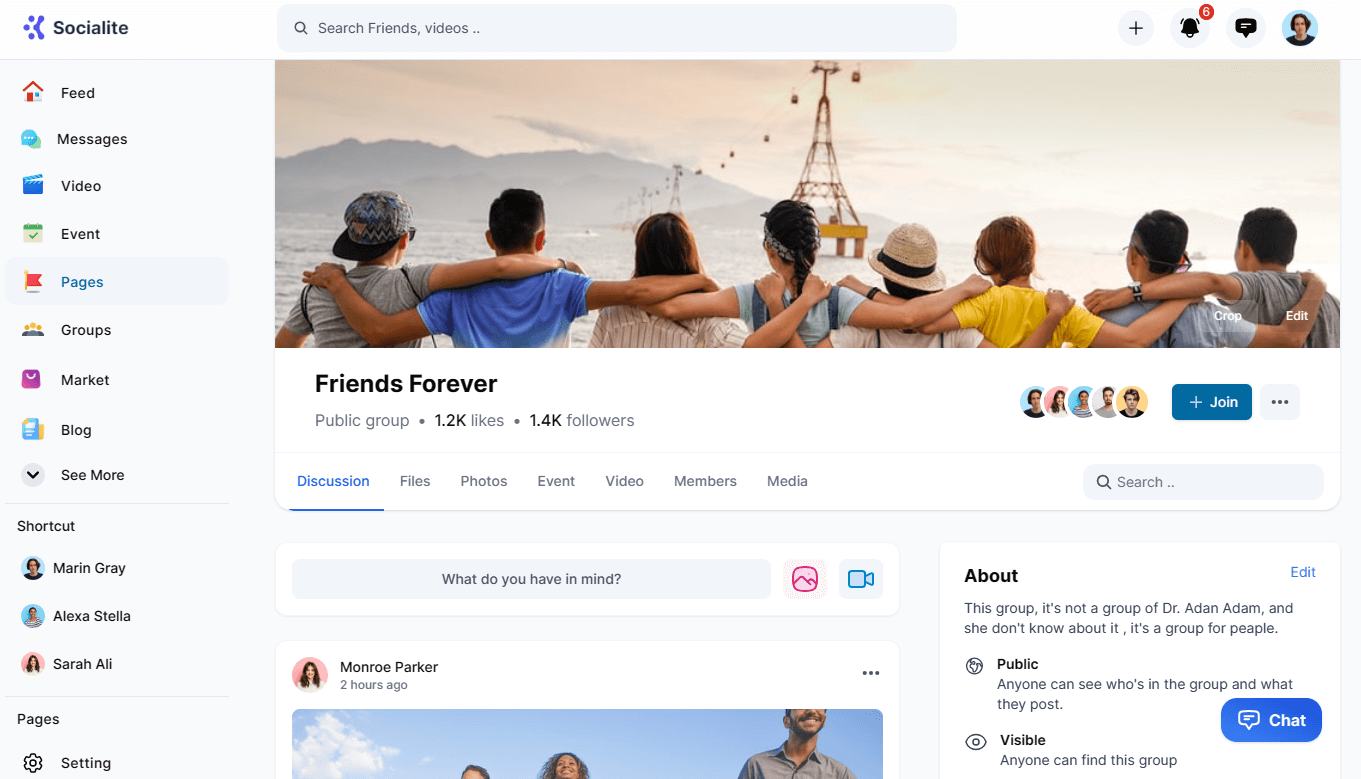 Socialite
Search Friends, videos ..
6
Feed
Messages
Video
Event
Pages
Groups
Market
Blog
See More
Shortcut
Marin Gray
Alexa Stella
Sarah Ali
Pages
Setting
Crop
Edit
Friends Forever
Public group • 1.2K likes • 1.4K followers
Join
Discussion
Files
Photos
Event
Video
Members
Media
Search ..
What do you have in mind?
Monroe Parker
2 hours ago
About
Edit
This group, it's not a group of Dr. Adan Adam, and
she don't know about it , it's a group for peaple.
Public
Anyone can see who's in the group and what
they post.
Visible
Anyone can find this group
Chat